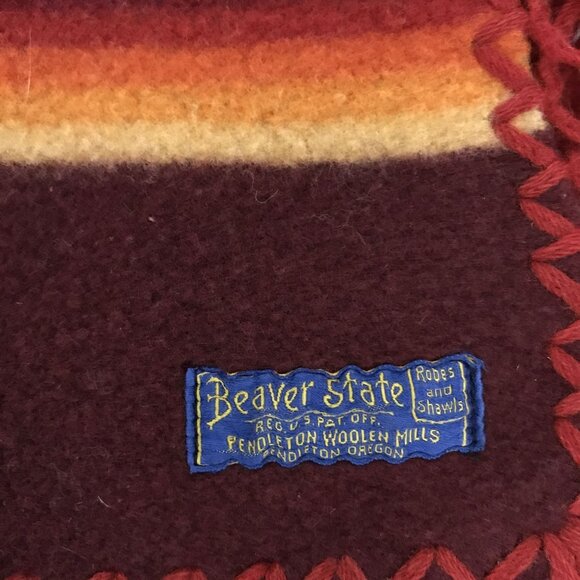 Beaver State
Robes
and
Shawls
REG. U.S. PAT. OFF.
PENDLETON WOOLEN MILLS
PENDLETON OREGON